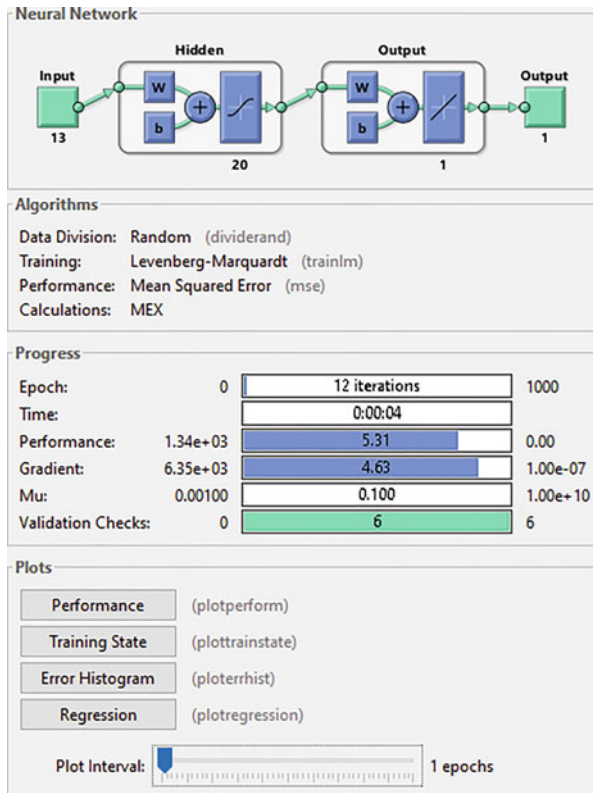 Neural Network
Hidden
Output
Input
Output
W
W
b
b
13
20
1
1
Algorithms
Data Division: Random (dividerand)
Training: Levenberg-Marquardt (trainlm)
Performance: Mean Squared Error (mse)
Calculations: MEX
Progress
Epoch: 0 12 iterations 1000
Time: 0:00:04
Performance: 1.34e+03 5.31 0.00
Gradient: 6.35e+03 4.63 1.00e-07
Mu: 0.00100 0.100 1.00e+10
Validation Checks: 0 6 6
Plots
Performance (plotperform)
Training State (plottrainstate)
Error Histogram (ploterrhist)
Regression (plotregression)
Plot Interval: 1 epochs